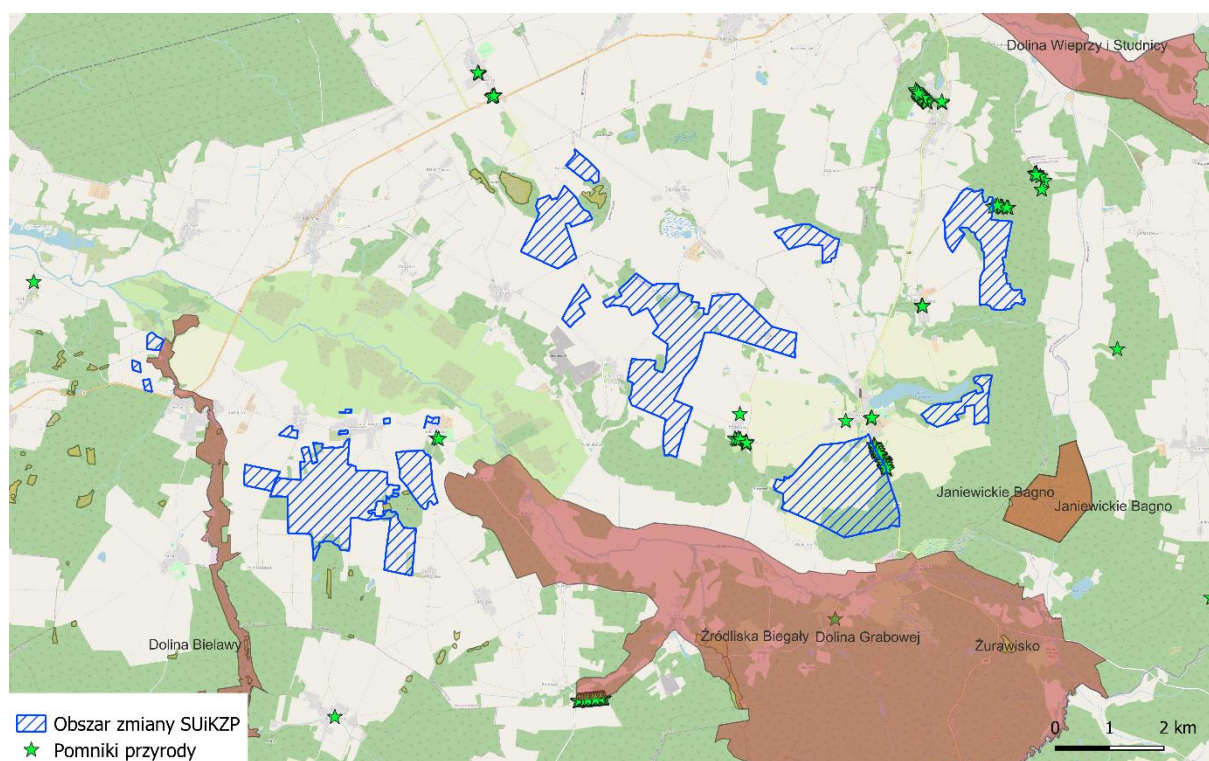 Dolina Wieprzy i Studnicy
Janiewickie Bagno
Janiewickie Bagno
Źródliska Biegały
Dolina Grabowej
Żurawisko
Dolina Bielawy
Obszar zmiany SUiKZP
Pomniki przyrody
0 1 2 km